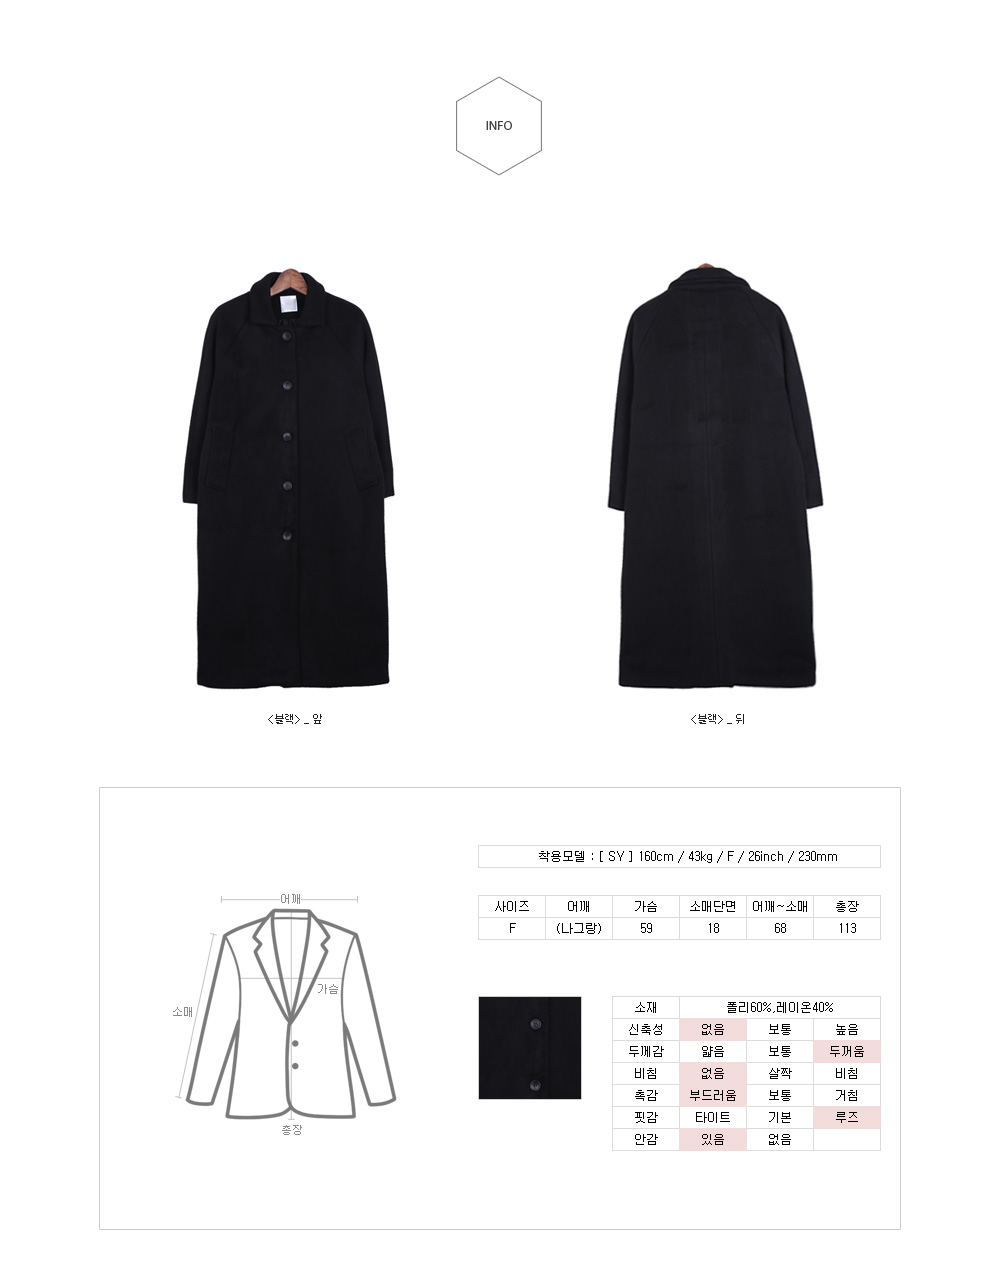 INFO
<블랙>_ 앞
<블랙>_ 뒤
착용모델 : [ SY ] 160cm / 43kg / F / 26inch / 230mm
어깨
소매
가슴
총장
사이즈 어깨 가슴 소매단면 어깨~소매 총장
F (나그랑) 59 18 68 113
소재 폴리60%,레이온40%
신축성 없음 보통 높음
두께감 얇음 보통 두꺼움
비침 없음 살짝 비침
촉감 부드러움 보통 거침
핏감 타이트 기본 루즈
안감 있음 없음